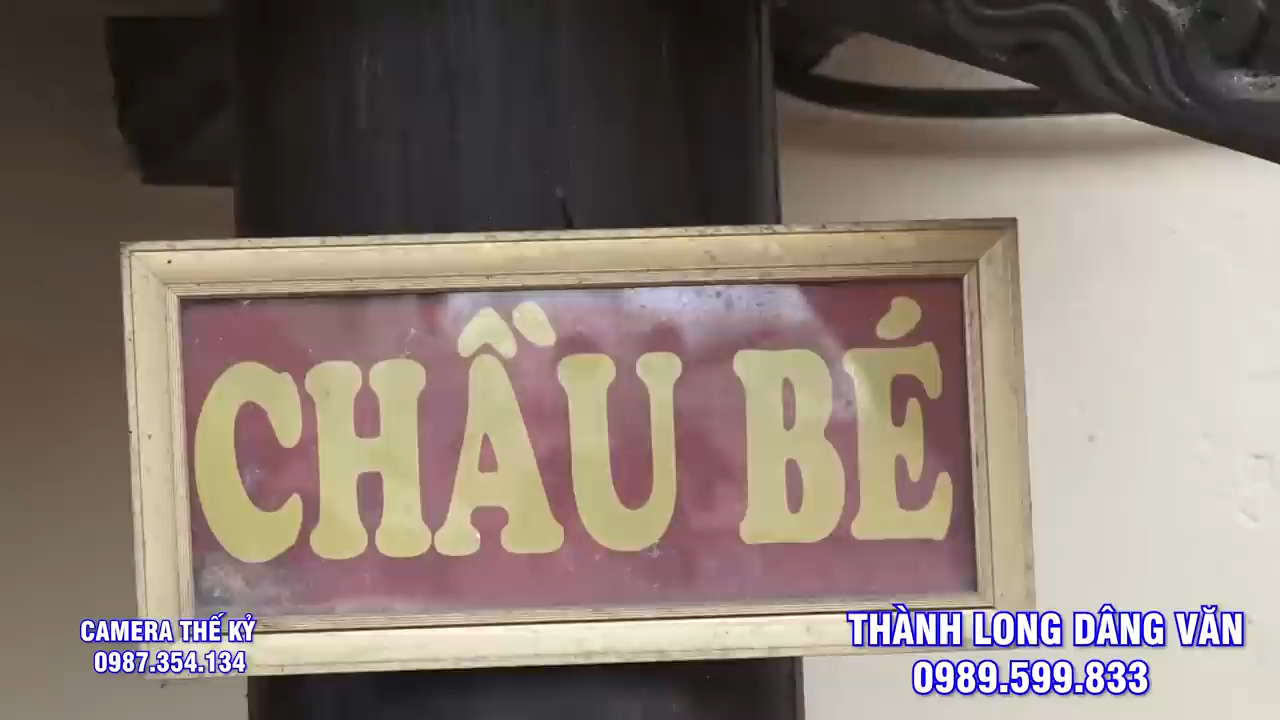 CHẦU BÉ
CAMERA THẾ KỶ
0987.354.134
THÀNH LONG DÂNG VĂN
0989.599.833